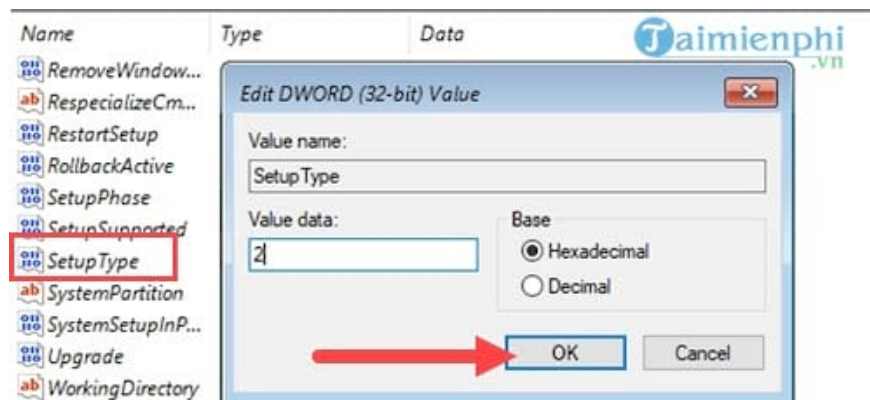 Name Type Data
Taimienphi
.vn
RemoveWindow...
RespecializeCm...
RestartSetup
RollbackActive
SetupPhase
SetupSupported
SetupType
SystemPartition
SystemSetupInP...
Upgrade
WorkingDirectory
Edit DWORD (32-bit) Value
Value name:
SetupType
Value data:
2
Base
Hexadecimal
Decimal
OK Cancel